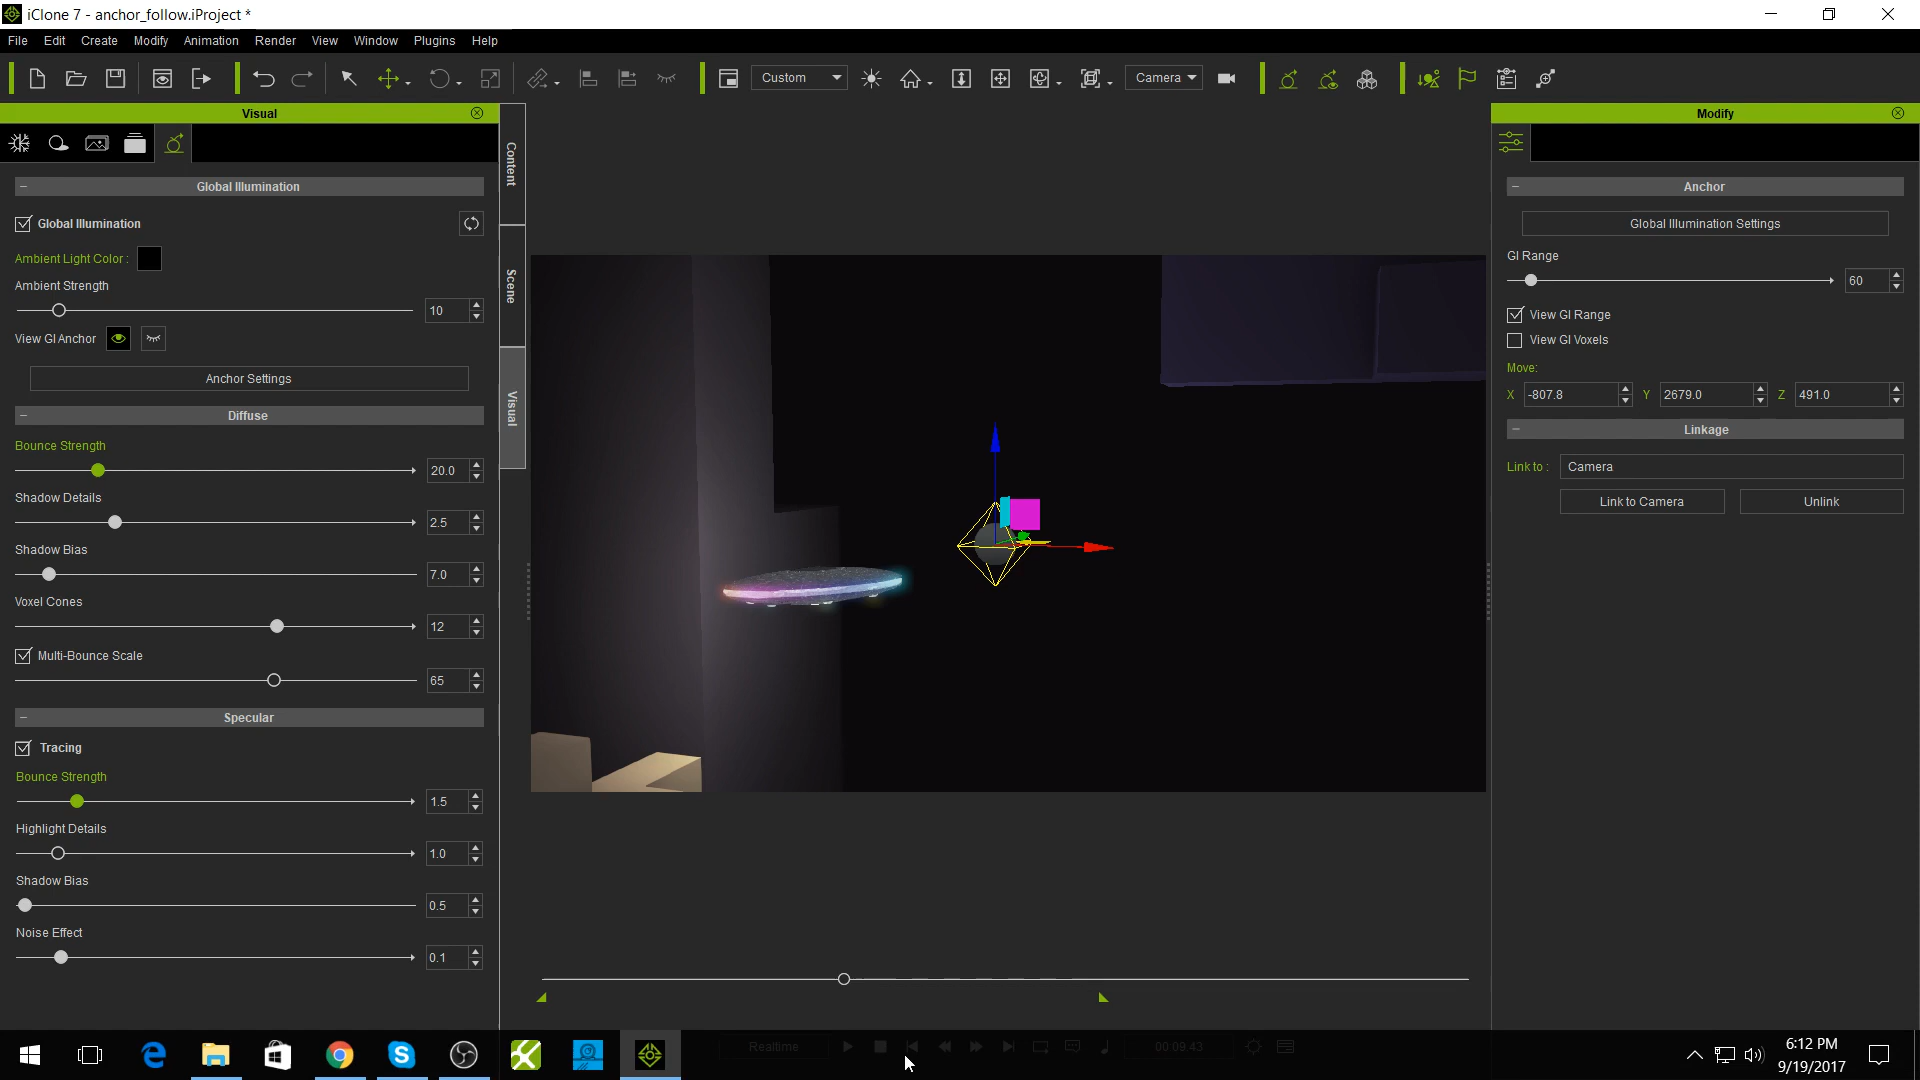 iClone 7 - anchor_follow.iProject *
File Edit Create Modify Animation Render View Window Plugins Help
Custom
Camera
Visual
Global Illumination
Global Illumination
Ambient Light Color :
Ambient Strength
10
View GI Anchor
Anchor Settings
Diffuse
Bounce Strength
20.0
Shadow Details
2.5
Shadow Bias
7.0
Voxel Cones
12
Multi-Bounce Scale
65
Specular
Tracing
Bounce Strength
1.5
Highlight Details
1.0
Shadow Bias
0.5
Noise Effect
0.1
Content
Scene
Visual
Modify
Anchor
Global Illumination Settings
GI Range
60
View GI Range
View GI Voxels
Move:
X -807.8 Y 2679.0 Z 491.0
Linkage
Link to : Camera
Link to Camera Unlink
Realtime
00:09:43
6:12 PM
9/19/2017